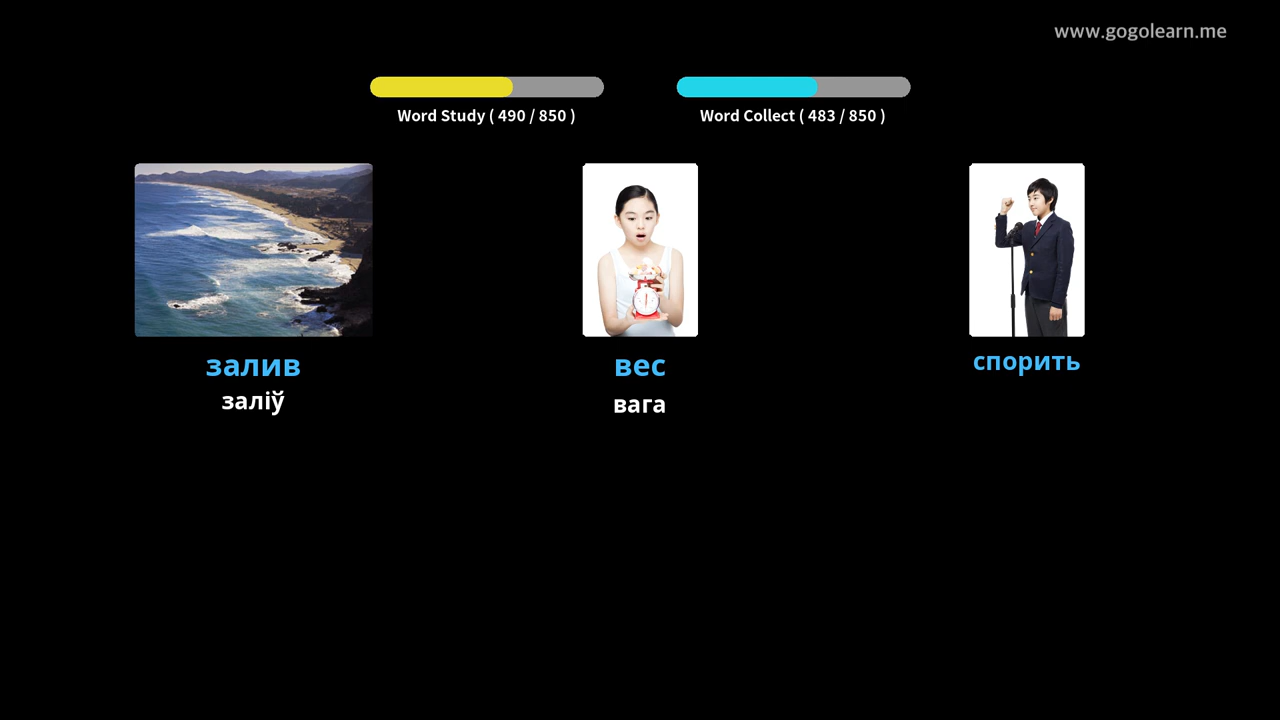 www.gogolearn.me
Word Study ( 490 / 850 )
Word Collect ( 483 / 850 )
залив
заліў
вес
вага
спорить